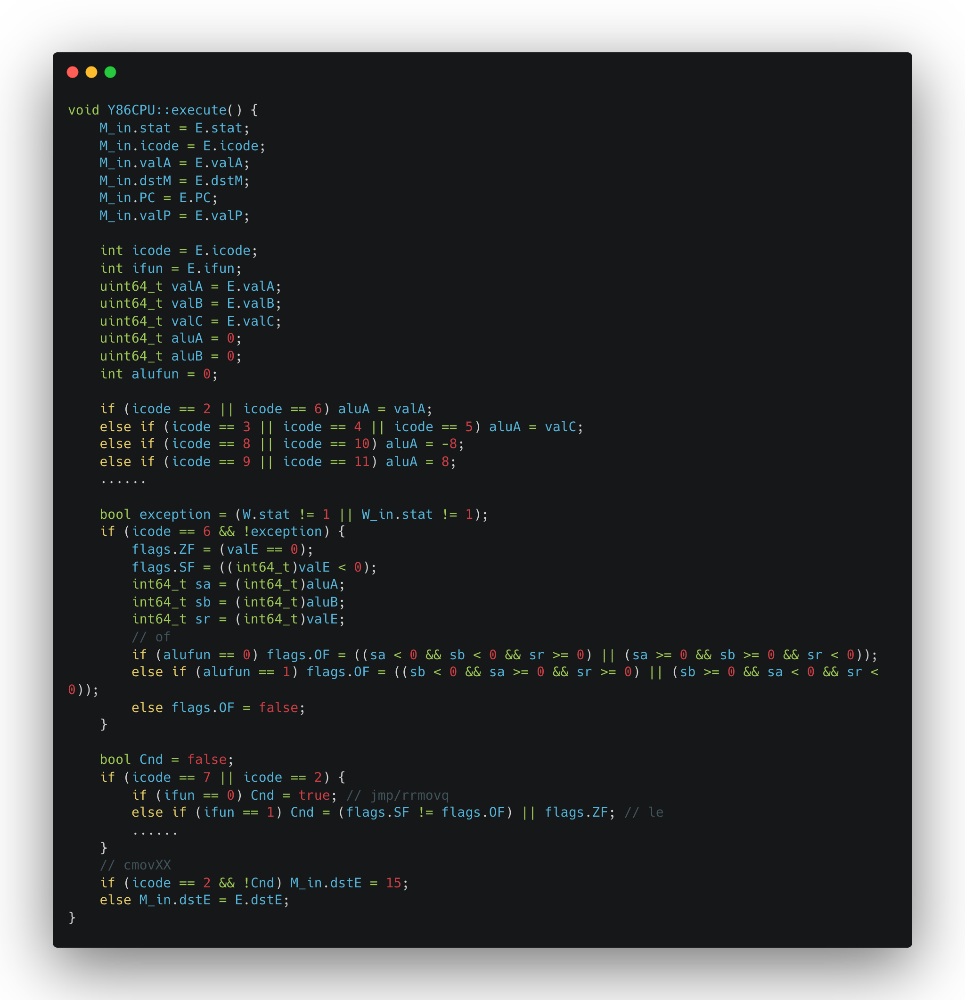 void Y86CPU::execute() {
    M_in.stat = E.stat;
    M_in.icode = E.icode;
    M_in.valA = E.valA;
    M_in.dstM = E.dstM;
    M_in.PC = E.PC;
    M_in.valP = E.valP;

    int icode = E.icode;
    int ifun = E.ifun;
    uint64_t valA = E.valA;
    uint64_t valB = E.valB;
    uint64_t valC = E.valC;
    uint64_t aluA = 0;
    uint64_t aluB = 0;
    int alufun = 0;

    if (icode == 2 || icode == 6) aluA = valA;
    else if (icode == 3 || icode == 4 || icode == 5) aluA = valC;
    else if (icode == 8 || icode == 10) aluA = -8;
    else if (icode == 9 || icode == 11) aluA = 8;
    ......

    bool exception = (W.stat != 1 || W_in.stat != 1);
    if (icode == 6 && !exception) {
        flags.ZF = (valE == 0);
        flags.SF = ((int64_t)valE < 0);
        int64_t sa = (int64_t)aluA;
        int64_t sb = (int64_t)aluB;
        int64_t sr = (int64_t)valE;
        // of
        if (alufun == 0) flags.OF = ((sa < 0 && sb < 0 && sr >= 0) || (sa >= 0 && sb >= 0 && sr < 0));
        else if (alufun == 1) flags.OF = ((sb < 0 && sa >= 0 && sr >= 0) || (sb >= 0 && sa < 0 && sr <
0));
        else flags.OF = false;
    }

    bool Cnd = false;
    if (icode == 7 || icode == 2) {
        if (ifun == 0) Cnd = true; // jmp/rrmovq
        else if (ifun == 1) Cnd = (flags.SF != flags.OF) || flags.ZF; // le
        ......
    }
    // cmovXX
    if (icode == 2 && !Cnd) M_in.dstE = 15;
    else M_in.dstE = E.dstE;
}